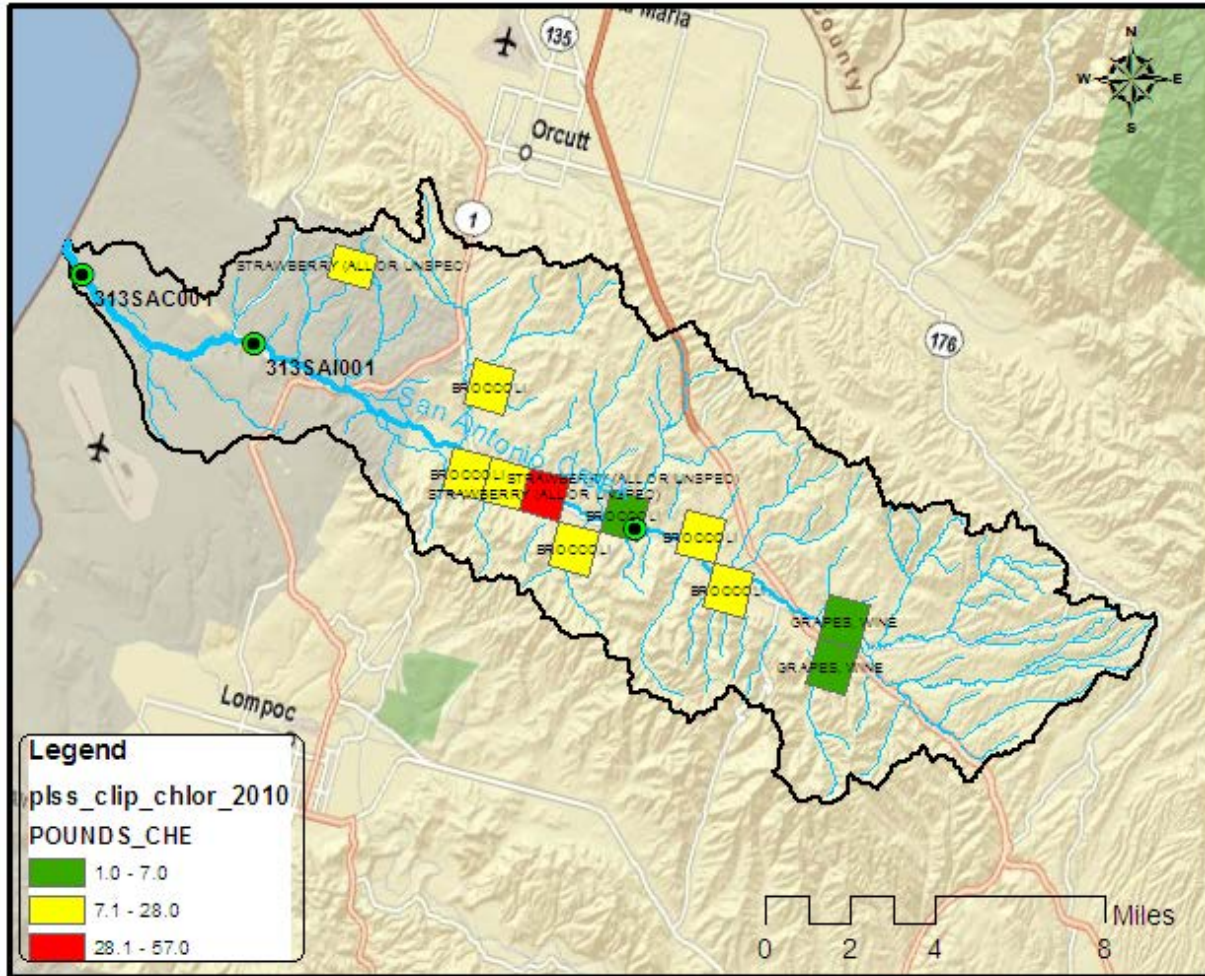 Maria
135
County
N
W
E
S
Orcutt
1
STRAWBERRY (ALL OR UNSPEC)
313SAC001
176
313SAI001
BROCCOLI
San Antonio
BROCCOLI
STRAWBERRY (ALL OR UNSPEC)
STRAWBERRY (ALL OR UNSPEC)
BROCCOLI
BROCCOLI
BROCCOLI
BROCCOLI
GRAPES, WINE
GRAPES, WINE
Lompoc
Legend
plss_clip_chlor_2010
POUNDS_CHE
1.0 - 7.0
7.1 - 28.0
28.1 - 57.0
Miles
0 2 4 8